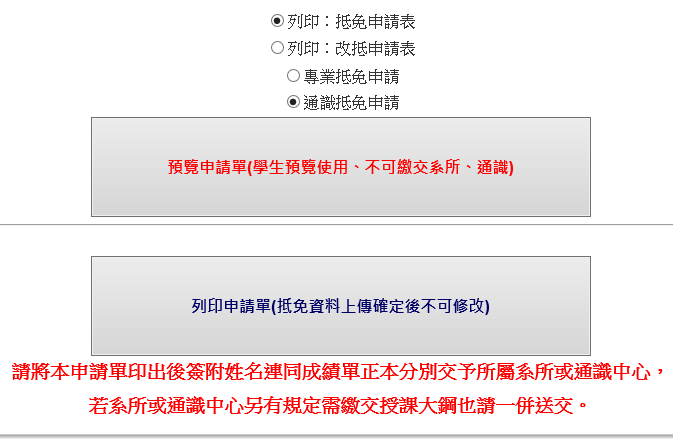 列印：抵免申請表
列印：改抵申請表
專業抵免申請
通識抵免申請
預覽申請單(學生預覽使用、不可繳交系所、通識)
列印申請單(抵免資料上傳確定後不可修改)
請將本申請單印出後簽附姓名連同成績單正本分別交予所屬系所或通識中心，
若系所或通識中心另有規定需繳交授課大鋼也請一併送交。